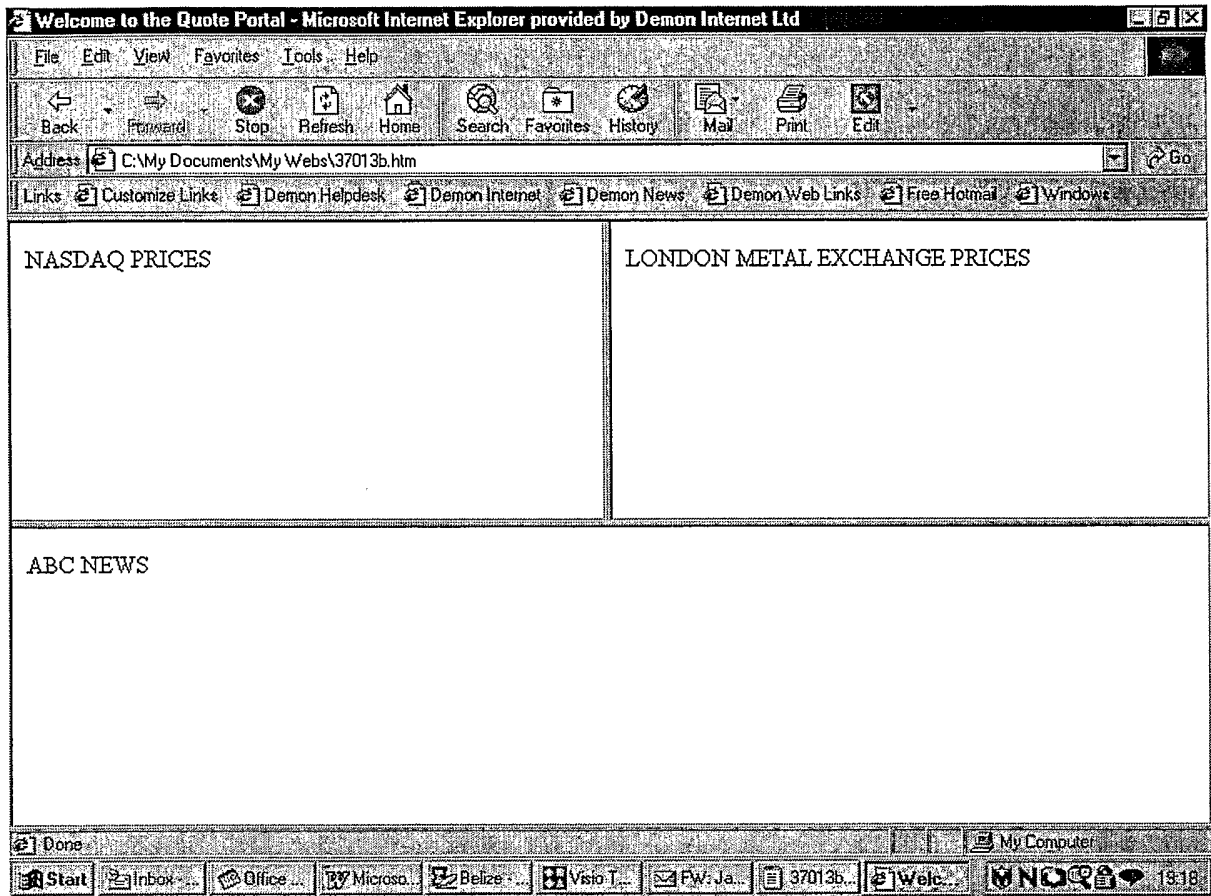 Welcome to the Quote Portal - Microsoft Internet Explorer provided by Demon Internet Ltd
File Edit View Favorites Tools Help
Back Forward Stop Refresh Home Search Favorites History Mail Print Edit
Address C:\My Documents\My Webs\37013b.htm Go
Links Customize Links Demon Helpdesk Demon Internet Demon News Demon Web Links Free Hotmail Windows
NASDAQ PRICES
LONDON METAL EXCHANGE PRICES
ABC NEWS
Done My Computer
Start Inbox - ... Office ... Microso... Belize - ... Visio T... FW: Ja... 37013b... Welc...